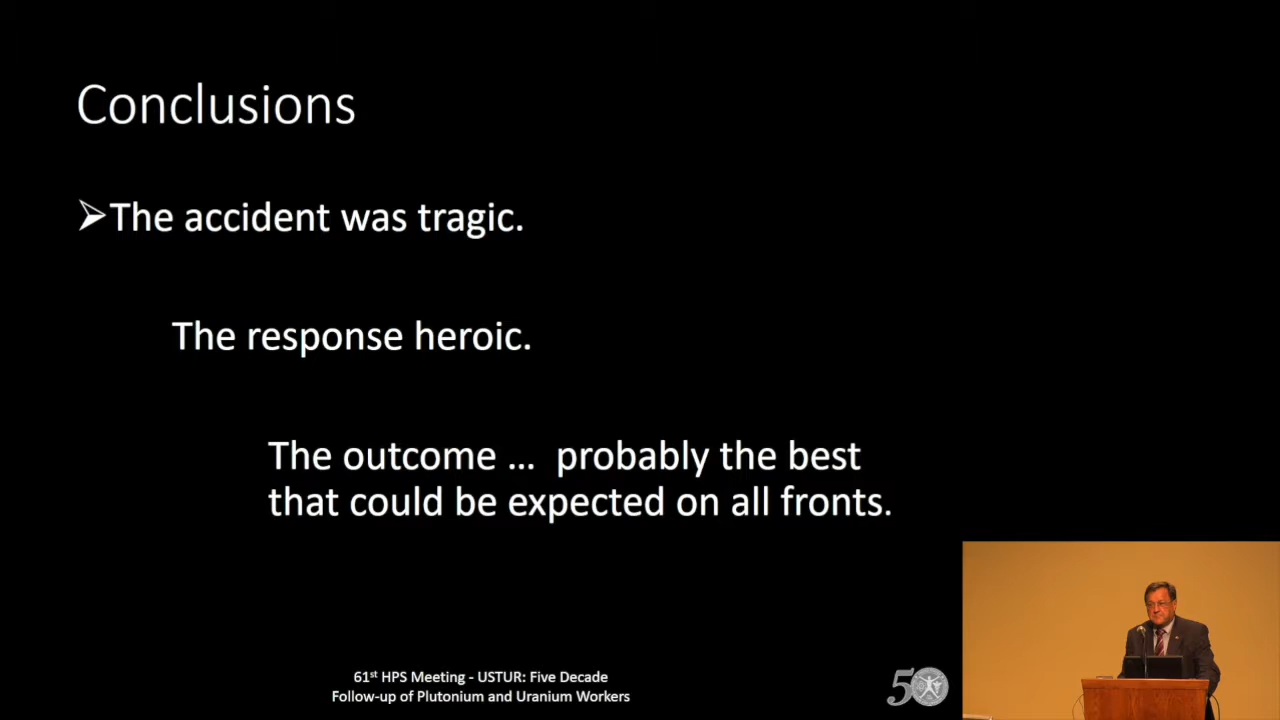 Conclusions
➢The accident was tragic.
The response heroic.
The outcome … probably the best
that could be expected on all fronts.
61st HPS Meeting - USTUR: Five Decade
Follow-up of Plutonium and Uranium Workers
50